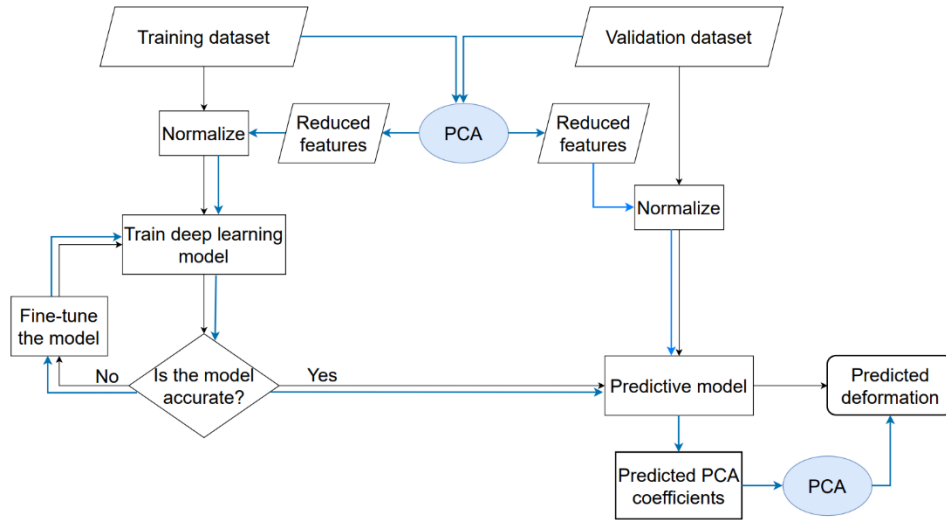 Training dataset
Validation dataset
Normalize
Reduced
features
PCA
Reduced
features
Normalize
Train deep learning
model
Fine-tune
the model
No
Is the model
accurate?
Yes
Predictive model
Predicted
deformation
Predicted PCA
coefficients
PCA